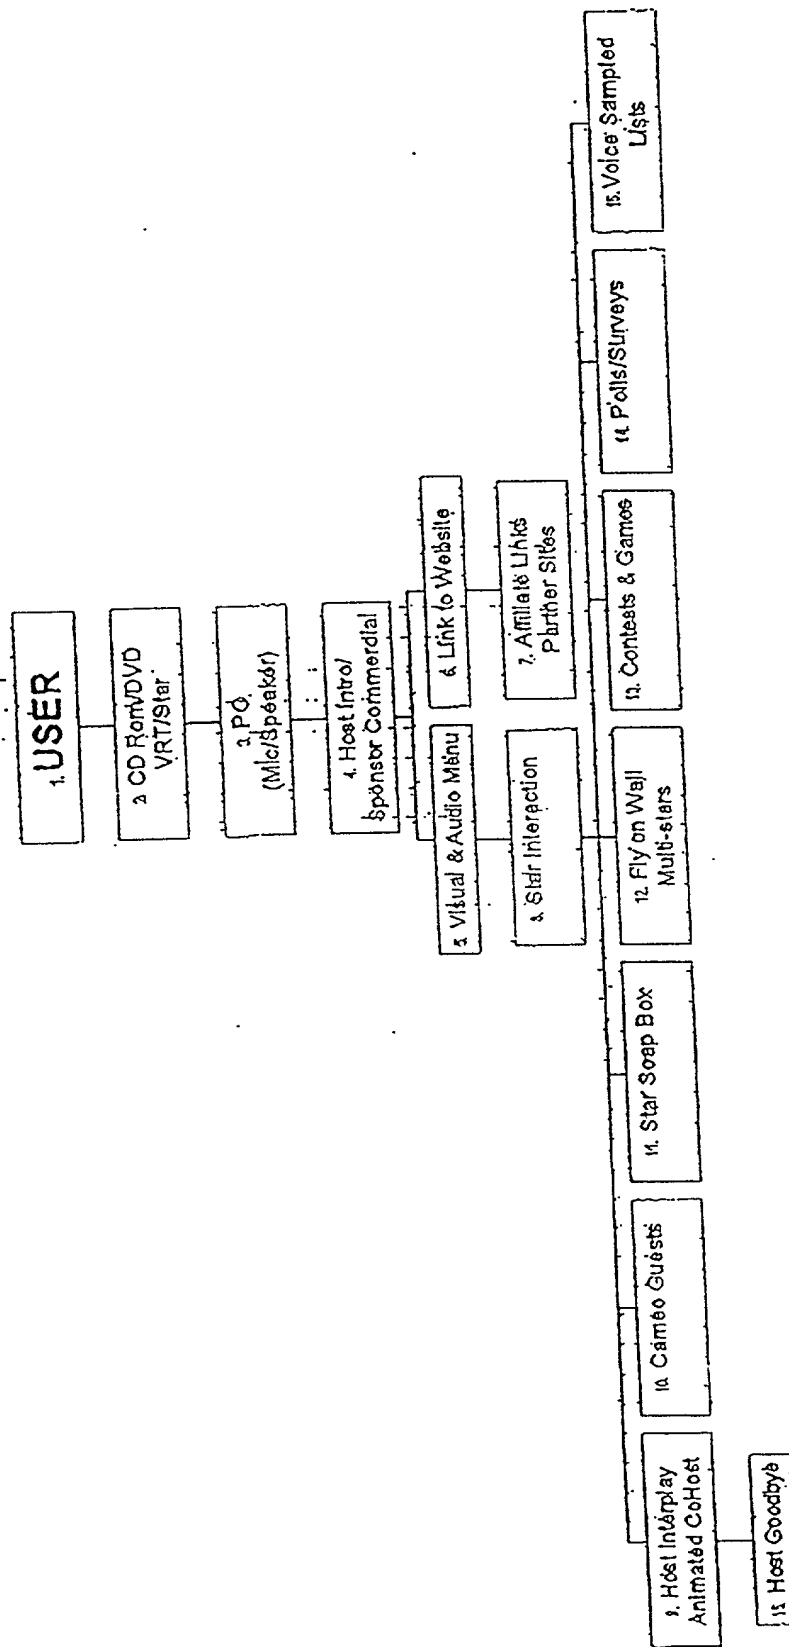 1. USER
2. CD Rom/DVD
VRT/Star
3. PC
(Mic/Speaker)
4. Host Intro/
Sponsor Commercial
5. Visual & Audio Menu
6. Link to Website
8. Star Interaction
7. Affiliate Links
Further Sites
9. Host Interplay
Animated CoHost
10. Cameo Guests
11. Star Soap Box
12. Fly on Wall
Multi-stars
13. Contests & Games
14. Polls/Surveys
15. Voice Sampled
Lists
Host Goodbye